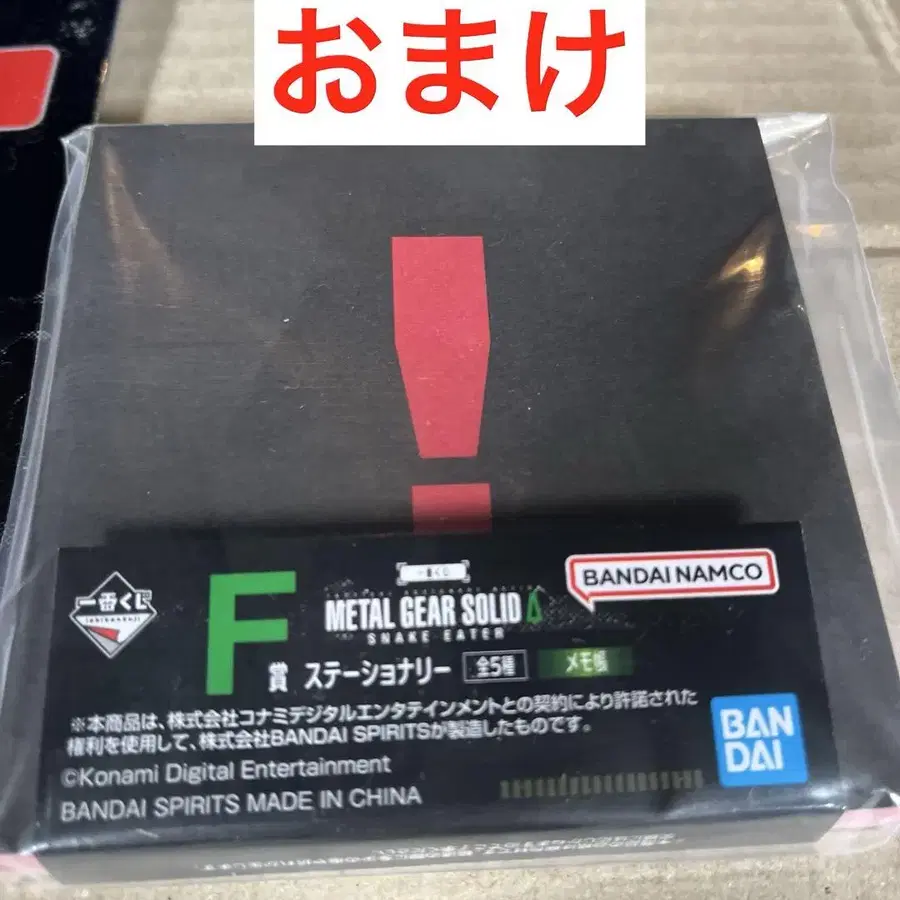 おまけ
!
一番くじ
ichibankuji
F
賞 ステーショナリー
全5種
メモ帳
一番くじ
METAL GEAR SOLID Δ
SNAKE EATER
BANDAI NAMCO
※本商品は、株式会社コナミデジタルエンタテインメントとの契約により許諾された
権利を使用して、株式会社BANDAI SPIRITSが製造したものです。
©Konami Digital Entertainment
BANDAI SPIRITS MADE IN CHINA
BAN
DAI